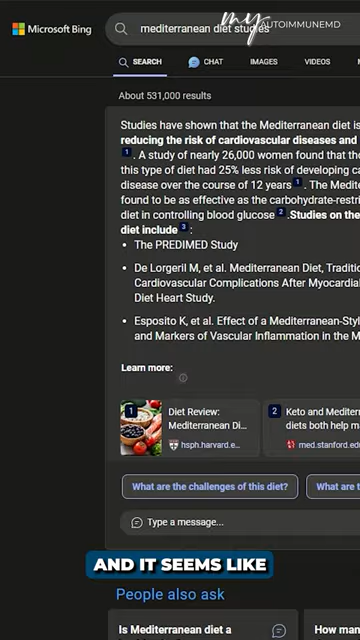 my AUTOIMMUNEMD
Microsoft Bing
mediterranean diet studies
SEARCH CHAT IMAGES VIDEOS
About 531,000 results
Studies have shown that the Mediterranean diet is
reducing the risk of cardiovascular diseases and
1 . A study of nearly 26,000 women found that tho
this type of diet had 25% less risk of developing ca
disease over the course of 12 years 1 . The Medite
found to be as effective as the carbohydrate-restri
diet in controlling blood glucose 2 .Studies on the
diet include 3 :
• The PREDIMED Study
• De Lorgeril M, et al. Mediterranean Diet, Traditio
Cardiovascular Complications After Myocardial
Diet Heart Study.
• Esposito K, et al. Effect of a Mediterranean-Styl
and Markers of Vascular Inflammation in the M
Learn more:
1 Diet Review:
Mediterranean Di...
hsph.harvard.e...
2 Keto and Mediterr
diets both help ma
med.stanford.edu
What are the challenges of this diet?
What are t
Type a message...
AND IT SEEMS LIKE
People also ask
Is Mediterranean diet a
How man